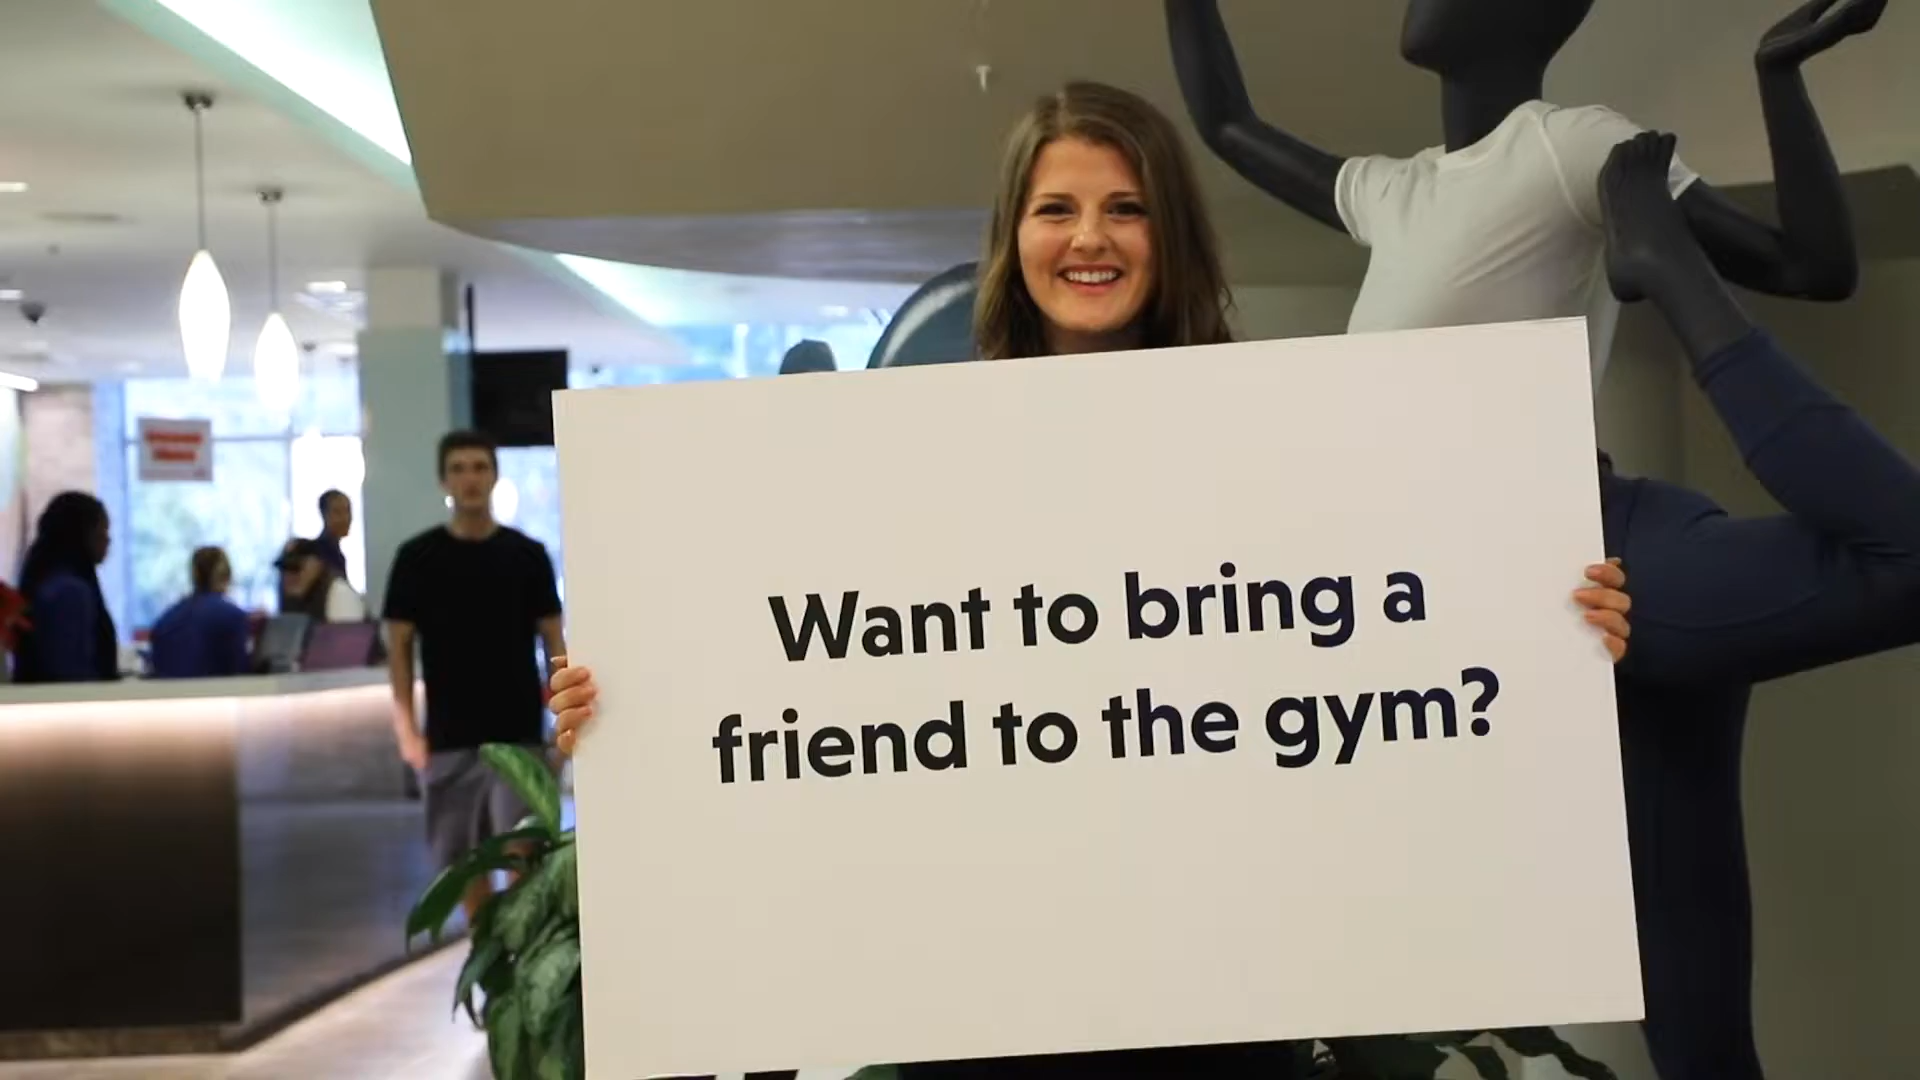 Want to bring a
friend to the gym?